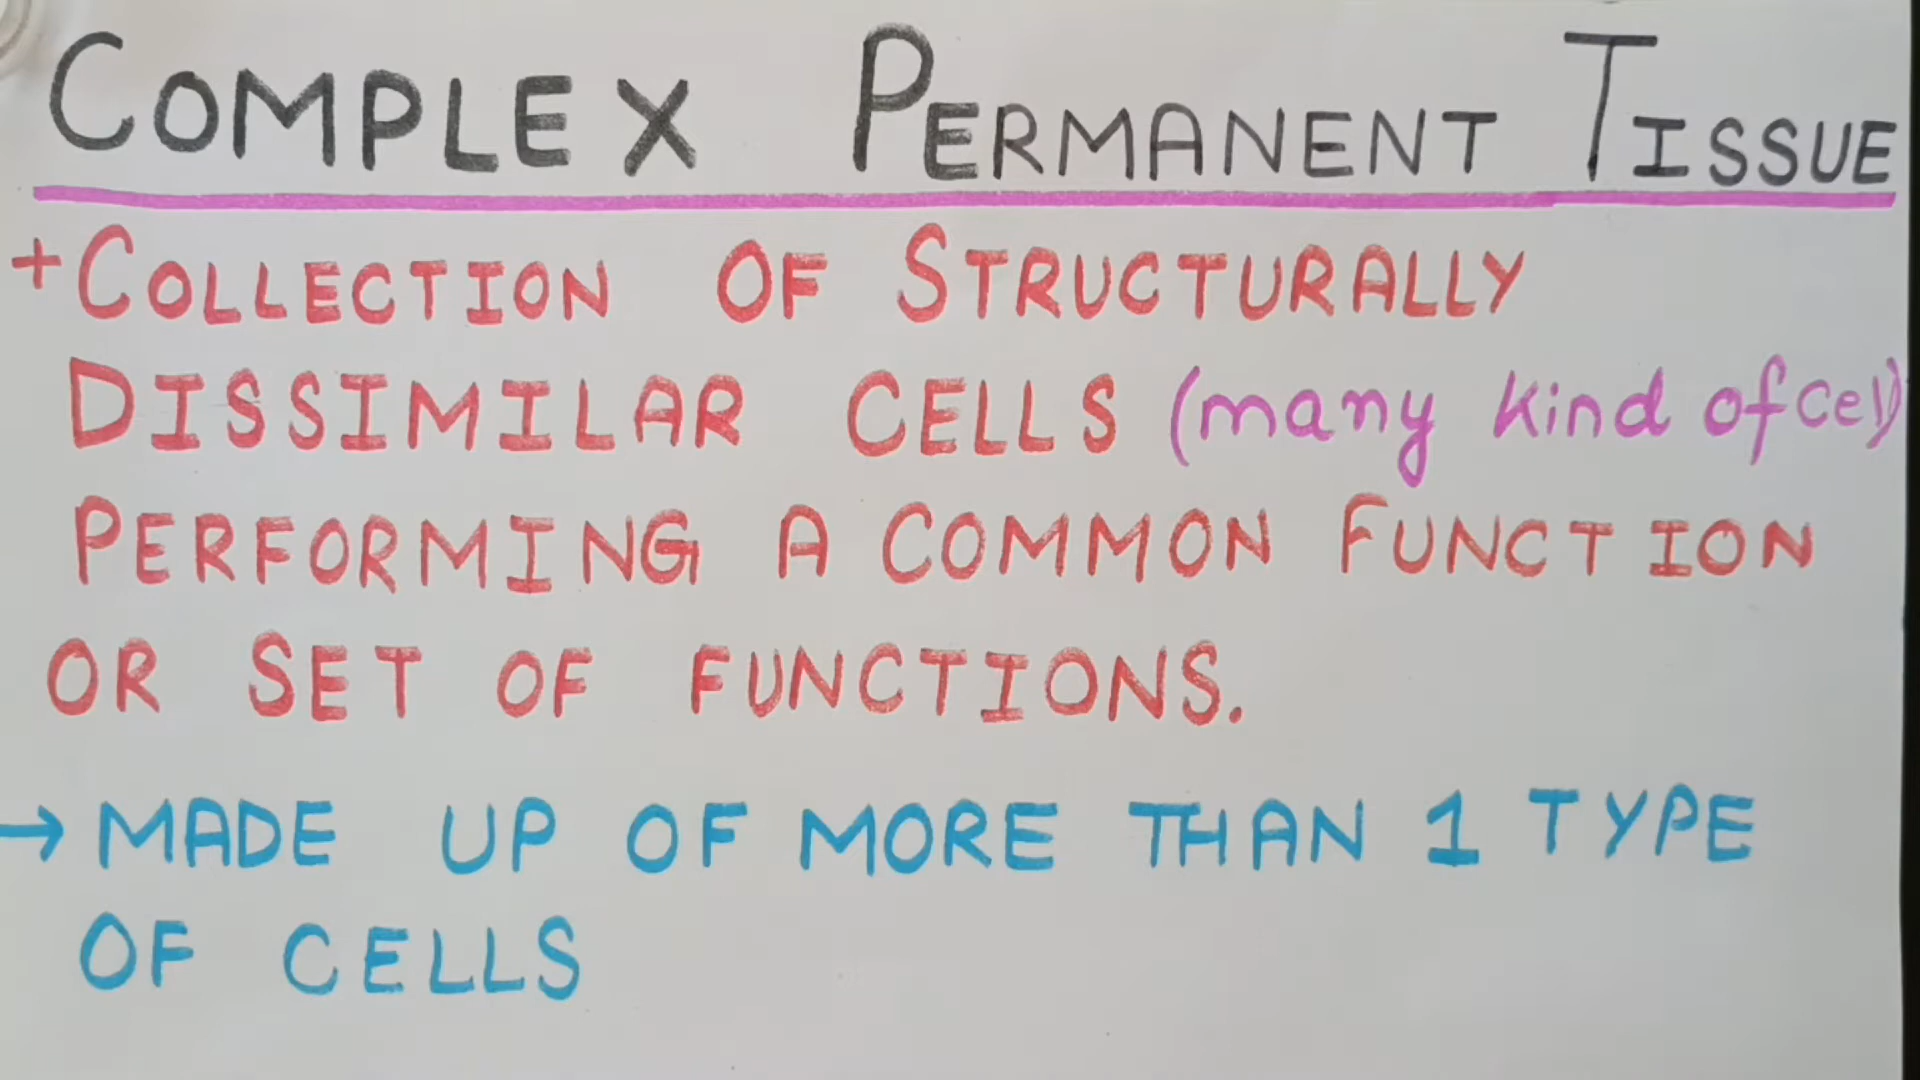 COMPLEX PERMANENT TISSUE
+COLLECTION OF STRUCTURALLY
DISSIMILAR CELLS (many kind of cell)
PERFORMING A COMMON FUNCTION
OR SET OF FUNCTIONS.
→ MADE UP OF MORE THAN 1 TYPE
OF CELLS